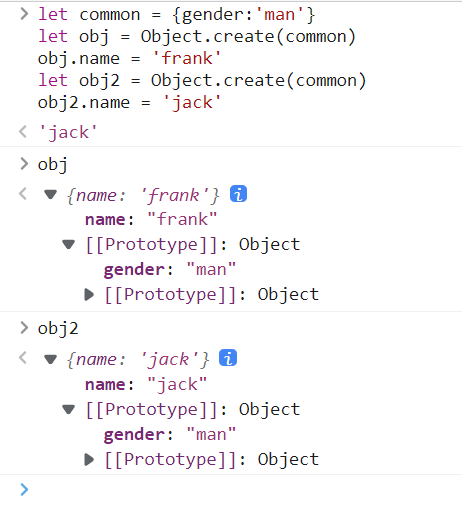 let common = {gender:'man'}
let obj = Object.create(common)
obj.name = 'frank'
let obj2 = Object.create(common)
obj2.name = 'jack'
'jack'
obj
{name: 'frank'} i
name: "frank"
[[Prototype]]: Object
gender: "man"
[[Prototype]]: Object
obj2
{name: 'jack'} i
name: "jack"
[[Prototype]]: Object
gender: "man"
[[Prototype]]: Object